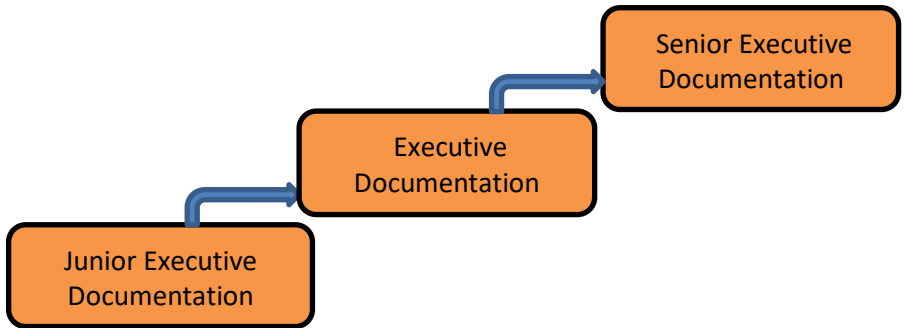 Senior Executive
Documentation
Executive
Documentation
Junior Executive
Documentation